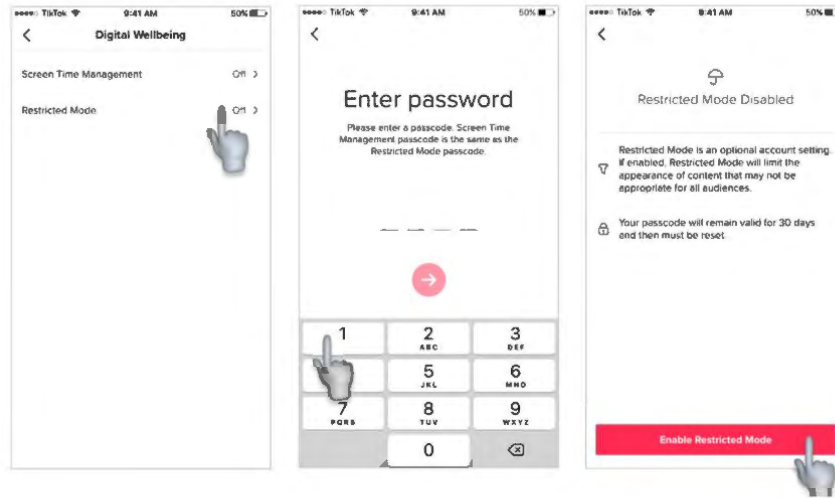 TikTok 9:41 AM 50%
Digital Wellbeing
Screen Time Management Off
Restricted Mode Off
TikTok 9:41 AM 50%
Enter password
Please enter a passcode. Screen Time
Management passcode is the same as the
Restricted Mode passcode.
1
2 ABC
3 DEF
5 JKL
6 MNO
7 PQRS
8 TUV
9 WXYZ
0
TikTok 9:41 AM 50%
Restricted Mode Disabled
Restricted Mode is an optional account setting.
If enabled, Restricted Mode will limit the
appearance of content that may not be
appropriate for all audiences.
Your passcode will remain valid for 30 days
and then must be reset
Enable Restricted Mode